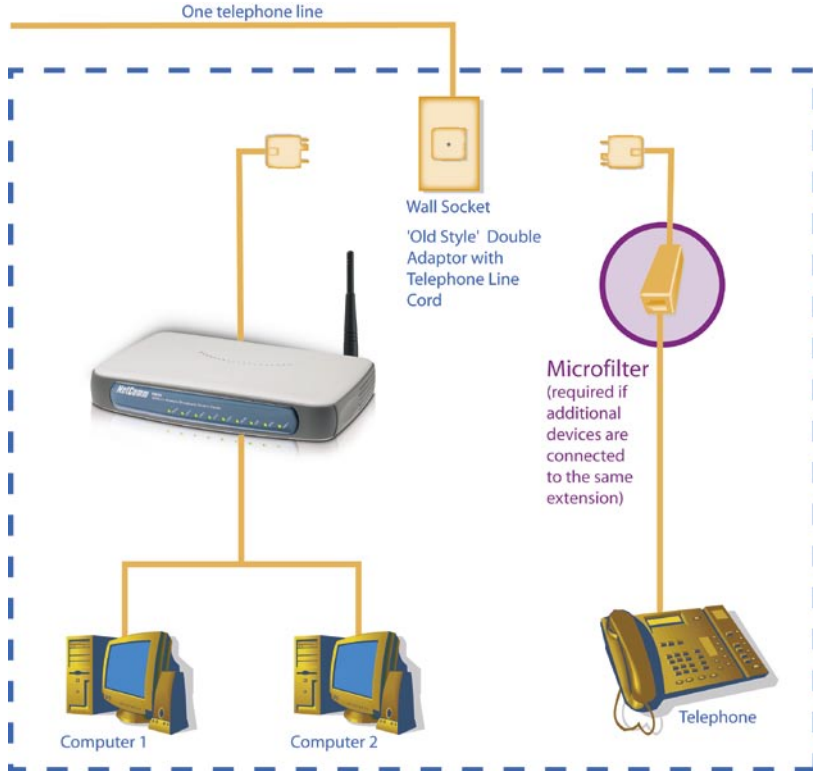 One telephone line
Wall Socket
'Old Style' Double
Adaptor with
Telephone Line
Cord
NetComm
Microfilter
(required if
additional
devices are
connected
to the same
extension)
Computer 1
Computer 2
Telephone